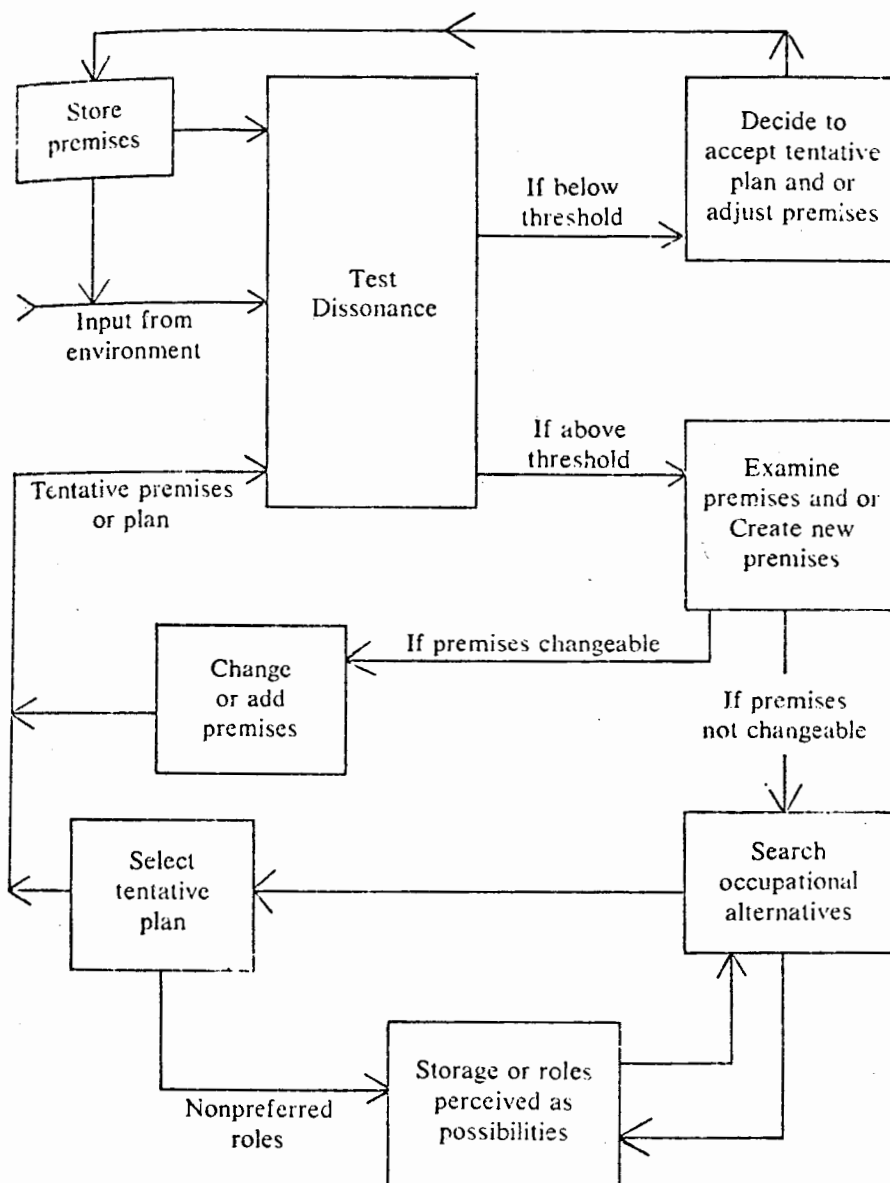 Store
premises
Input from
environment
Tentative premises
or plan
Test
Dissonance
If below
threshold
Decide to
accept tentative
plan and or
adjust premises
If above
threshold
Examine
premises and or
Create new
premises
If premises changeable
Change
or add
premises
If premises
not changeable
Select
tentative
plan
Search
occupational
alternatives
Nonpreferred
roles
Storage or roles
perceived as
possibilities